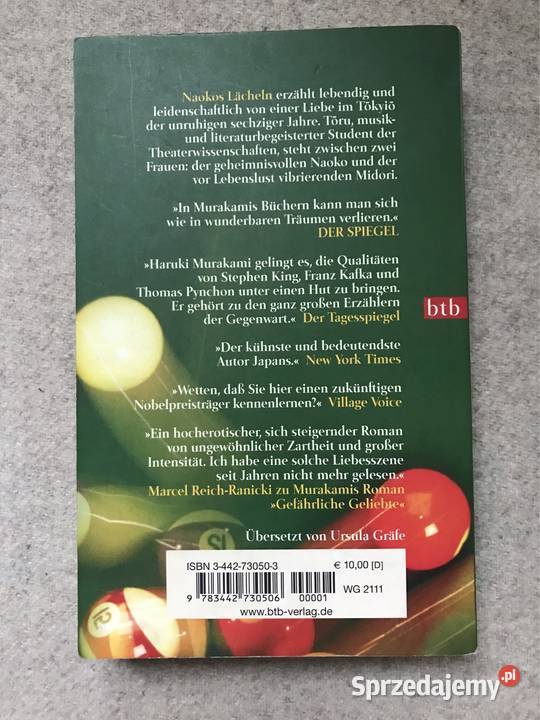 Naokos Lächeln erzählt lebendig und
leidenschaftlich von einer Liebe im Tōkyiō
der unruhigen sechziger Jahre. Tōru, musik-
und literaturbegeisterter Student der
Theaterwissenschaften, steht zwischen zwei
Frauen: der geheimnisvollen Naoko und der
vor Lebenslust vibrierenden Midori.
»In Murakamis Büchern kann man sich
wie in wunderbaren Träumen verlieren.«
DER SPIEGEL
»Haruki Murakami gelingt es, die Qualitäten
von Stephen King, Franz Kafka und
Thomas Pynchon unter einen Hut zu bringen.
Er gehört zu den ganz großen Erzählern
der Gegenwart.« Der Tagesspiegel
btb
»Der kühnste und bedeutendste
Autor Japans.« New York Times
»Wetten, daß Sie hier einen zukünftigen
Nobelpreisträger kennenlernen?« Village Voice
»Ein hocherotischer, sich steigernder Roman
von ungewöhnlicher Zartheit und großer
Intensität. Ich habe eine solche Liebesszene
seit Jahren nicht mehr gelesen.«
Marcel Reich-Ranicki zu Murakamis Roman
»Gefährliche Geliebte«
Übersetzt von Ursula Gräfe
ISBN 3-442-73050-3
€ 10,00 [D]
WG 2111
9 783442 730506 00001
www.btb-verlag.de
12
15
Sprzedajemy.pl